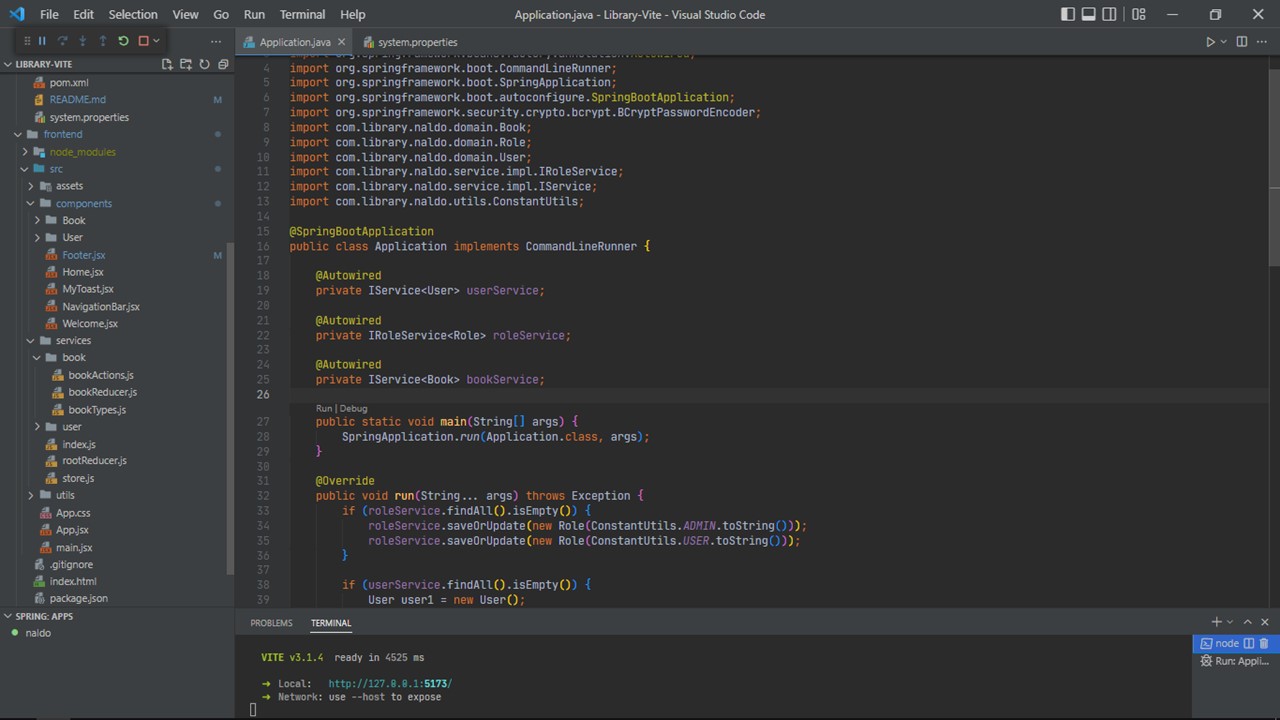 File Edit Selection View Go Run Terminal Help
Application.java - Library-Vite - Visual Studio Code
Application.java
system.properties
LIBRARY-VITE
pom.xml
README.md M
system.properties
frontend
node_modules
src
assets
components
Book
User
Footer.jsx M
Home.jsx
MyToast.jsx
NavigationBar.jsx
Welcome.jsx
services
book
bookActions.js
bookReducer.js
bookTypes.js
user
index.js
rootReducer.js
store.js
utils
App.css
App.jsx
main.jsx
.gitignore
index.html
package.json
SPRING: APPS
naldo
4 import org.springframework.boot.CommandLineRunner;
5 import org.springframework.boot.SpringApplication;
6 import org.springframework.boot.autoconfigure.SpringBootApplication;
7 import org.springframework.security.crypto.bcrypt.BCryptPasswordEncoder;
8 import com.library.naldo.domain.Book;
9 import com.library.naldo.domain.Role;
10 import com.library.naldo.domain.User;
11 import com.library.naldo.service.impl.IRoleService;
12 import com.library.naldo.service.impl.IService;
13 import com.library.naldo.utils.ConstantUtils;
14
15 @SpringBootApplication
16 public class Application implements CommandLineRunner {
17
18 @Autowired
19 private IService<User> userService;
20
21 @Autowired
22 private IRoleService<Role> roleService;
23
24 @Autowired
25 private IService<Book> bookService;
26
Run | Debug
27 public static void main(String[] args) {
28 SpringApplication.run(Application.class, args);
29 }
30
31 @Override
32 public void run(String... args) throws Exception {
33 if (roleService.findAll().isEmpty()) {
34 roleService.saveOrUpdate(new Role(ConstantUtils.ADMIN.toString()));
35 roleService.saveOrUpdate(new Role(ConstantUtils.USER.toString()));
36 }
37
38 if (userService.findAll().isEmpty()) {
39 User user1 = new User();
PROBLEMS TERMINAL
VITE v3.1.4 ready in 4525 ms
➜ Local: http://127.0.0.1:5173/
➜ Network: use --host to expose
node
Run: Appli...